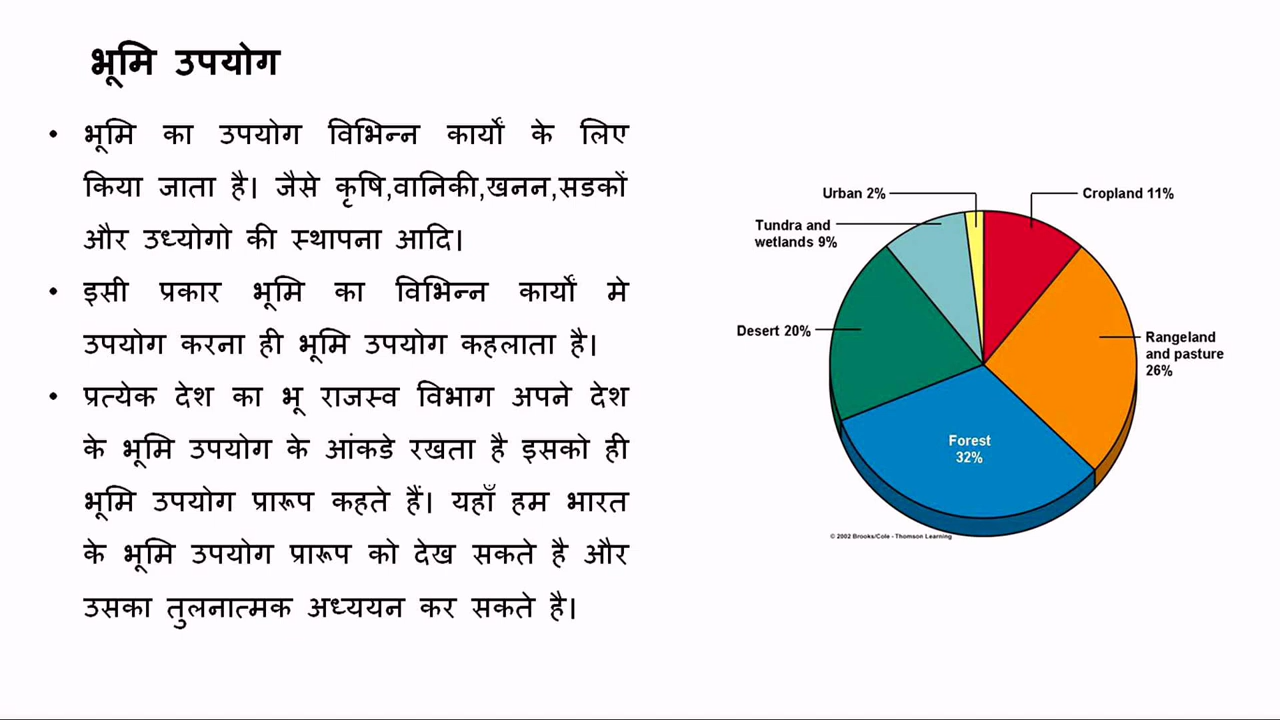 भूमि उपयोग
• भूमि का उपयोग विभिन्न कार्यों के लिए
किया जाता है। जैसे कृषि,वानिकी,खनन,सडकों
और उध्योगो की स्थापना आदि।
• इसी प्रकार भूमि का विभिन्न कार्यों मे
उपयोग करना ही भूमि उपयोग कहलाता है।
• प्रत्येक देश का भू राजस्व विभाग अपने देश
के भूमि उपयोग के आंकडे रखता है इसको ही
भूमि उपयोग प्रारूप कहते हैं। यहाँ हम भारत
के भूमि उपयोग प्रारूप को देख सकते है और
उसका तुलनात्मक अध्ययन कर सकते है।
Urban 2%
Cropland 11%
Tundra and
wetlands 9%
Desert 20%
Rangeland
and pasture
26%
Forest
32%
© 2002 Brooks/Cole - Thomson Learning